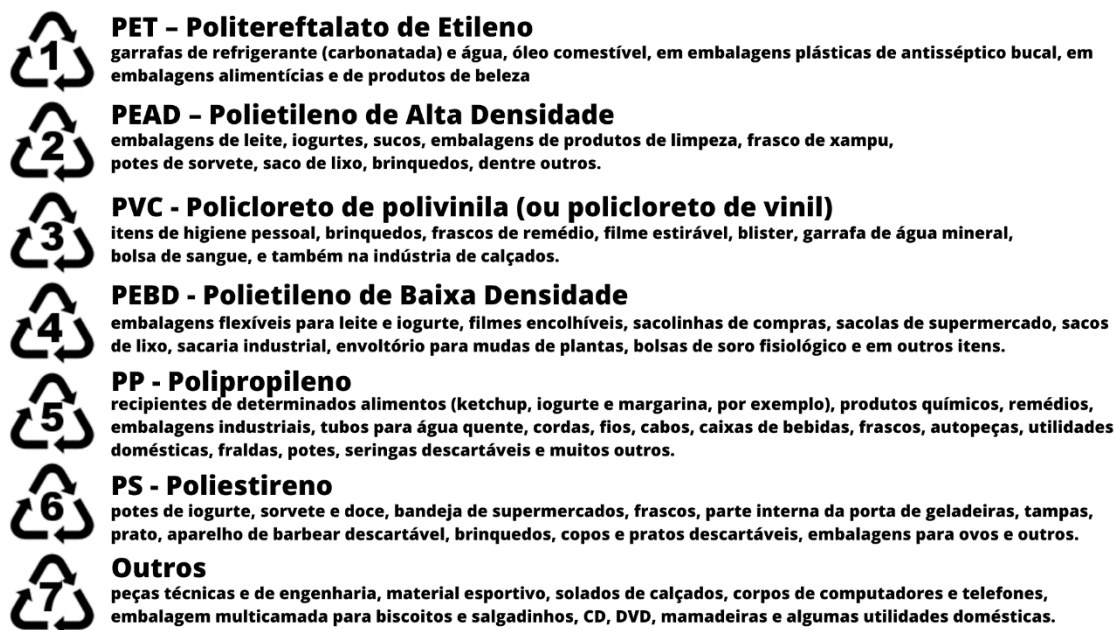 1
PET – Politereftalato de Etileno
garrafas de refrigerante (carbonatada) e água, óleo comestível, em embalagens plásticas de antisséptico bucal, em
embalagens alimentícias e de produtos de beleza
2
PEAD – Polietileno de Alta Densidade
embalagens de leite, iogurtes, sucos, embalagens de produtos de limpeza, frasco de xampu,
potes de sorvete, saco de lixo, brinquedos, dentre outros.
3
PVC - Policloreto de polivinila (ou policloreto de vinil)
itens de higiene pessoal, brinquedos, frascos de remédio, filme estirável, blister, garrafa de água mineral,
bolsa de sangue, e também na indústria de calçados.
4
PEBD - Polietileno de Baixa Densidade
embalagens flexíveis para leite e iogurte, filmes encolhíveis, sacolinhas de compras, sacolas de supermercado, sacos
de lixo, sacaria industrial, envoltório para mudas de plantas, bolsas de soro fisiológico e em outros itens.
5
PP - Polipropileno
recipientes de determinados alimentos (ketchup, iogurte e margarina, por exemplo), produtos químicos, remédios,
embalagens industriais, tubos para água quente, cordas, fios, cabos, caixas de bebidas, frascos, autopeças, utilidades
domésticas, fraldas, potes, seringas descartáveis e muitos outros.
6
PS - Poliestireno
potes de iogurte, sorvete e doce, bandeja de supermercados, frascos, parte interna da porta de geladeiras, tampas,
prato, aparelho de barbear descartável, brinquedos, copos e pratos descartáveis, embalagens para ovos e outros.
7
Outros
peças técnicas e de engenharia, material esportivo, solados de calçados, corpos de computadores e telefones,
embalagem multicamada para biscoitos e salgadinhos, CD, DVD, mamadeiras e algumas utilidades domésticas.